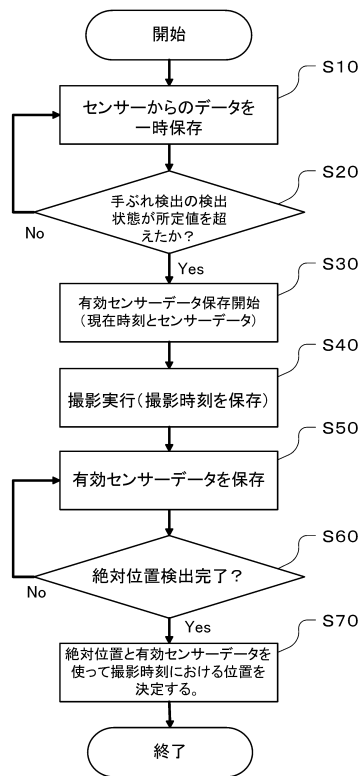 開始
S10
センサーからのデータを
一時保存
S20
手ぶれ検出の検出
状態が所定値を超
えたか？
No
Yes
S30
有効センサーデータ保存開始
（現在時刻とセンサーデータ）
S40
撮影実行（撮影時刻を保存）
S50
有効センサーデータを保存
S60
絶対位置検出完了？
No
Yes
S70
絶対位置と有効センサーデータを
使って撮影時刻における位置を
決定する。
終了